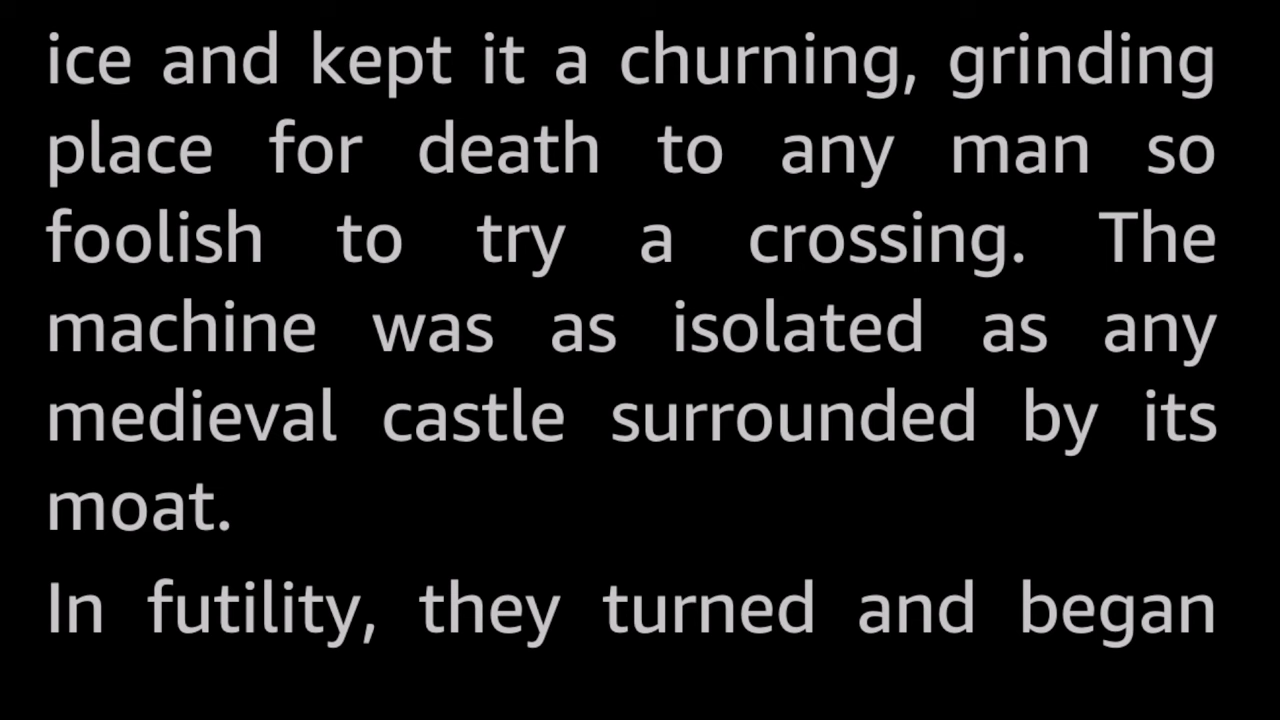 ice and kept it a churning, grinding
place for death to any man so
foolish to try a crossing. The
machine was as isolated as any
medieval castle surrounded by its
moat.
In futility, they turned and began